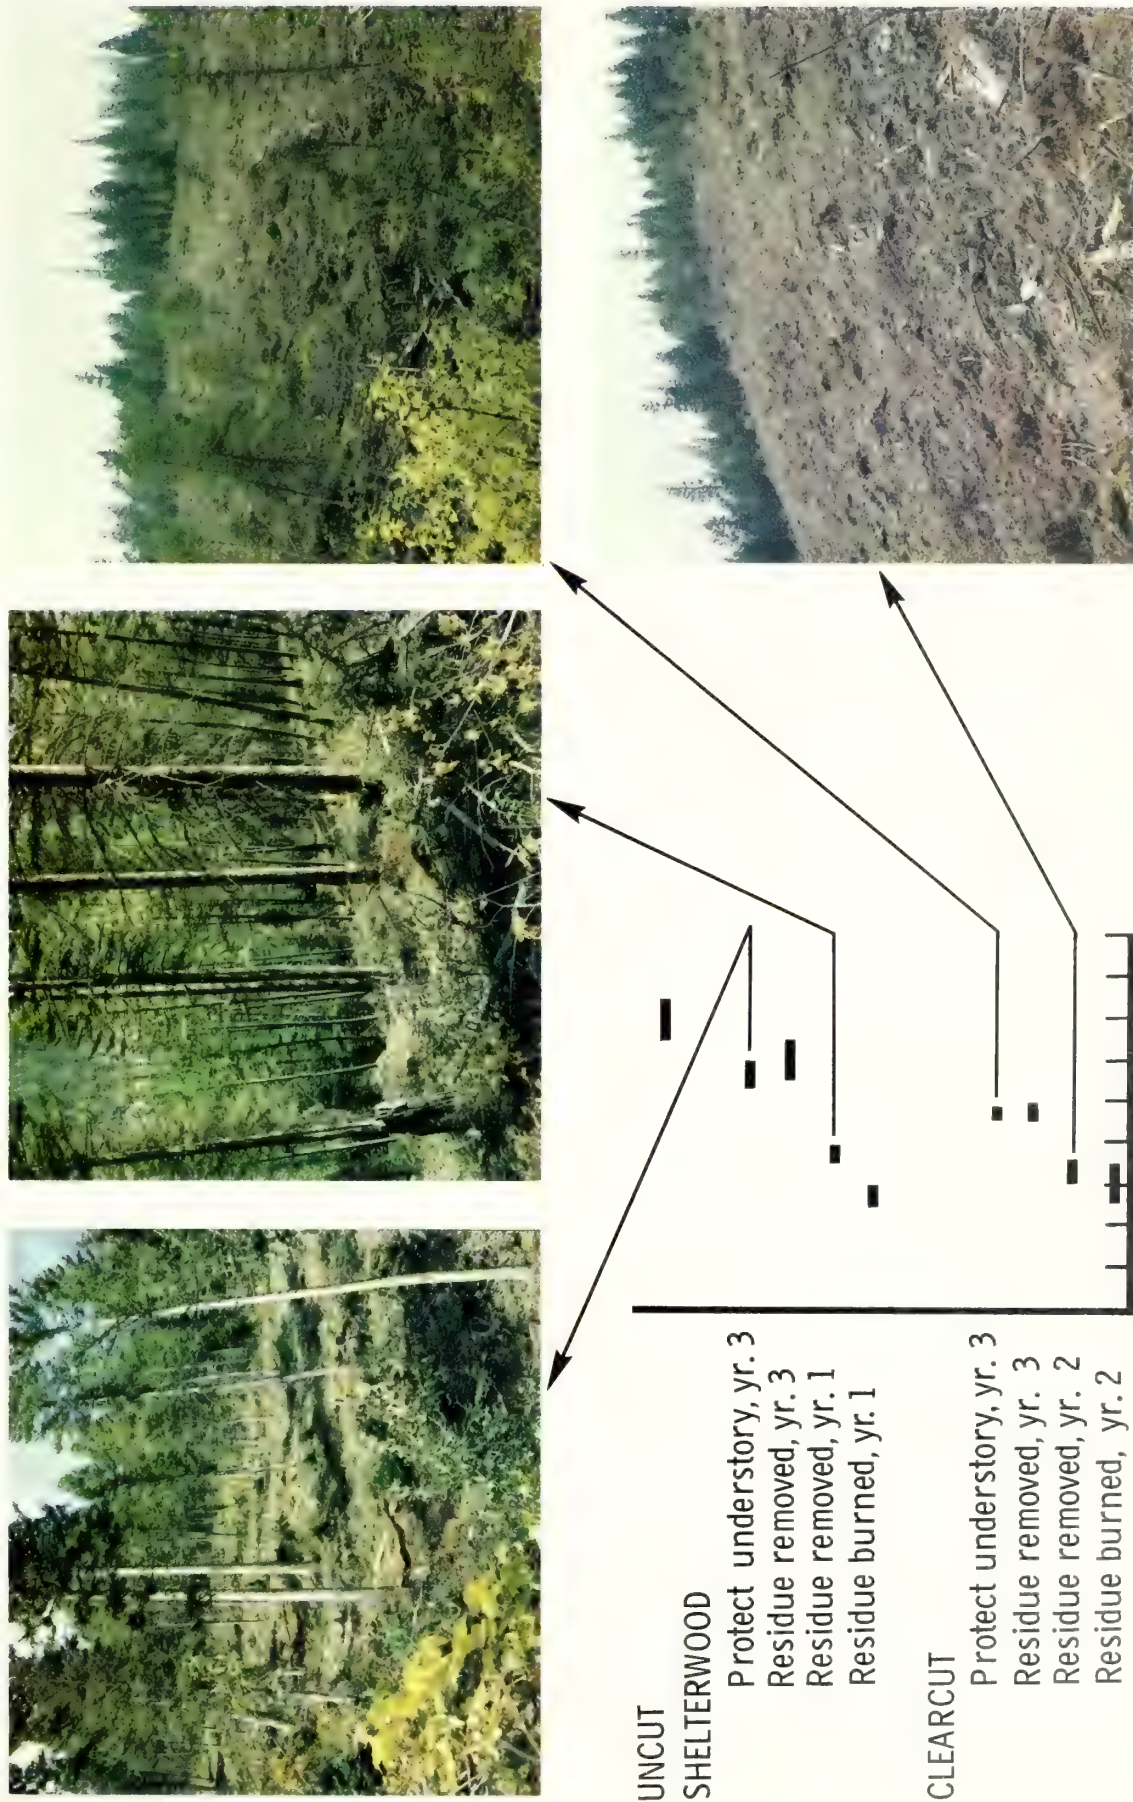 UNCUT
SHELTERWOOD
Protect understory, yr. 3
Residue removed, yr. 3
Residue removed, yr. 1
Residue burned, yr. 1
CLEARCUT
Protect understory, yr. 3
Residue removed, yr. 3
Residue removed, yr. 2
Residue burned, yr. 2